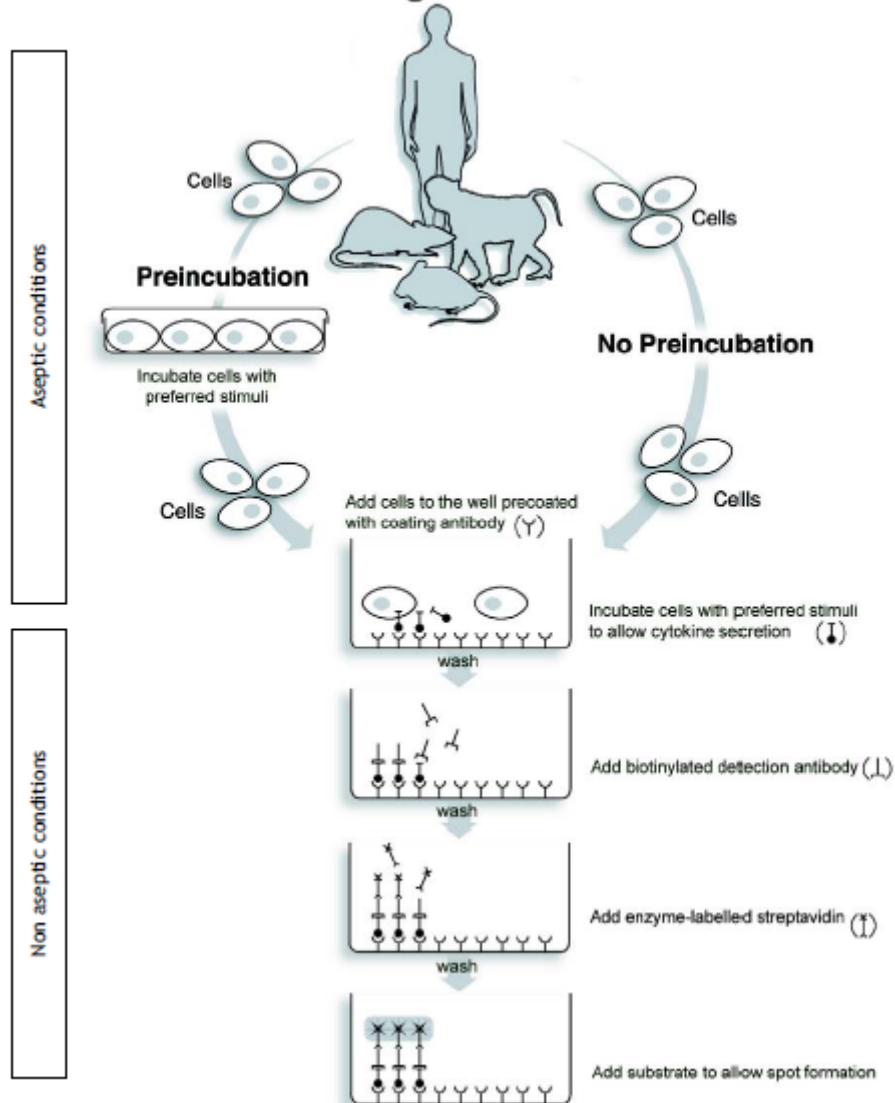 Aseptic conditions
Cells
Cells
Preincubation
No Preincubation
Incubate cells with
preferred stimuli
Cells
Cells
Add cells to the well precoated
with coating antibody
Incubate cells with preferred stimuli
to allow cytokine secretion
wash
Non aseptic conditions
Add biotinylated detection antibody
wash
Add enzyme-labelled streptavidin
wash
Add substrate to allow spot formation